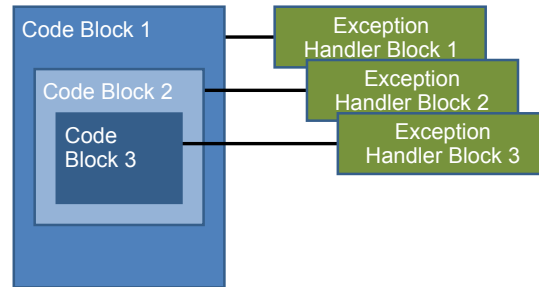 Code Block 1
Exception
Handler Block 1
Code Block 2
Exception
Handler Block 2
Code
Block 3
Exception
Handler Block 3